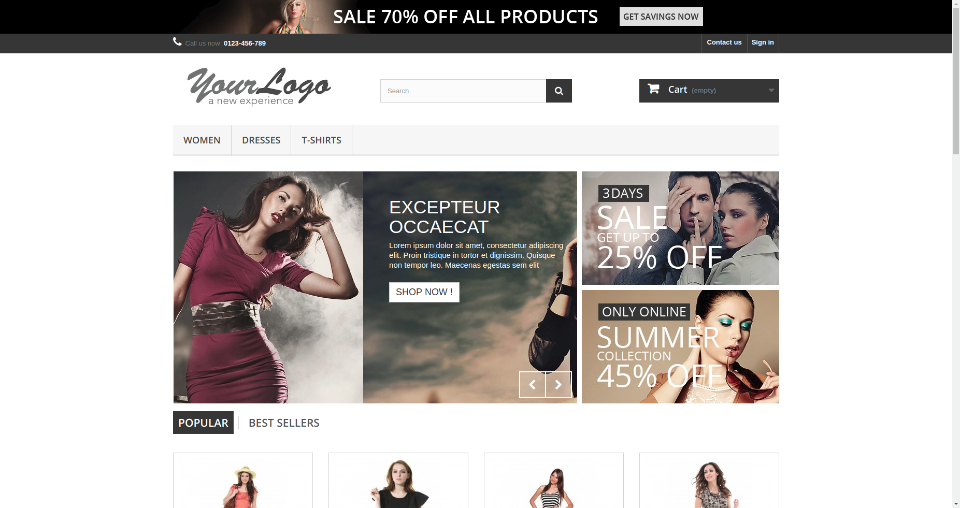 SALE 70% OFF ALL PRODUCTS GET SAVINGS NOW
Call us now: 0123-456-789 Contact us Sign in
YourLogo
a new experience
Search
Cart (empty)
WOMEN DRESSES T-SHIRTS
EXCEPTEUR
OCCAECAT
Lorem ipsum dolor sit amet, consectetur adipiscing
elit. Proin tristique in tortor et dignissim. Quisque
non tempor leo. Maecenas egestas sem elit
SHOP NOW !
3 DAYS
SALE
GET UP TO
25% OFF
ONLY ONLINE
SUMMER
COLLECTION
45% OFF
POPULAR BEST SELLERS